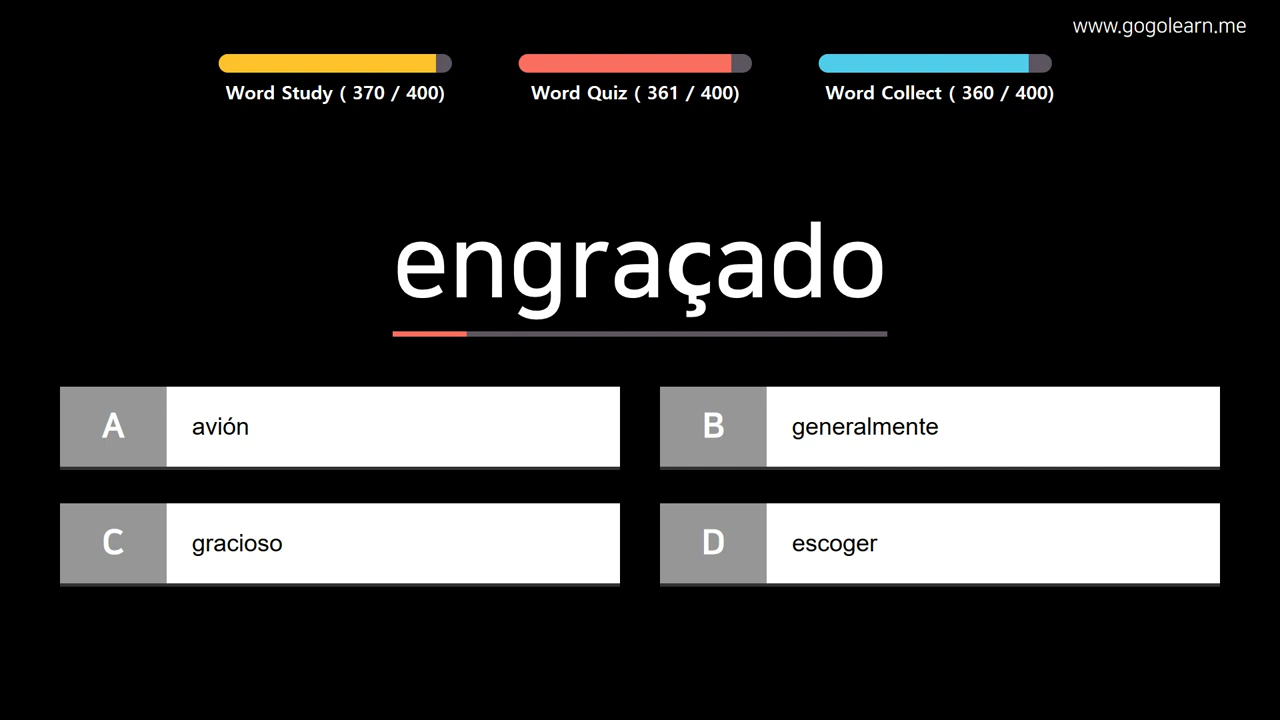 www.gogolearn.me
Word Study ( 370 / 400)
Word Quiz ( 361 / 400)
Word Collect ( 360 / 400)
engraçado
A
avión
B
generalmente
C
gracioso
D
escoger